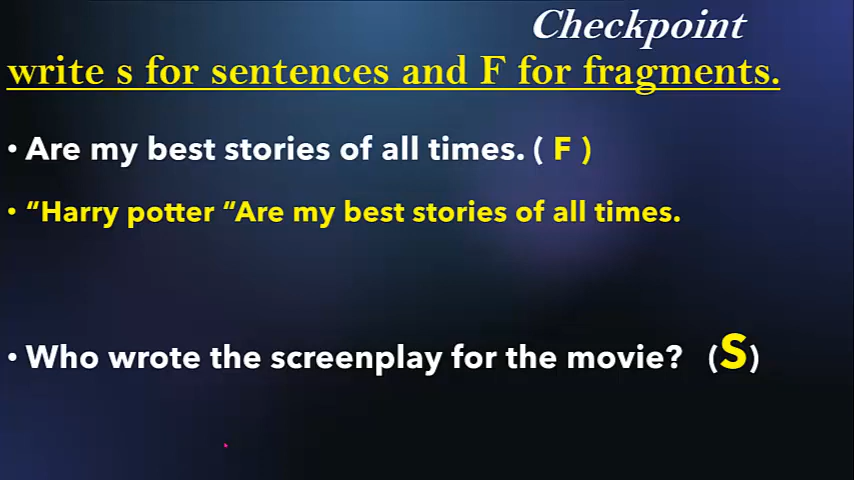 Checkpoint
write s for sentences and F for fragments.
• Are my best stories of all times. ( F )
• “Harry potter “Are my best stories of all times.
• Who wrote the screenplay for the movie? (S)